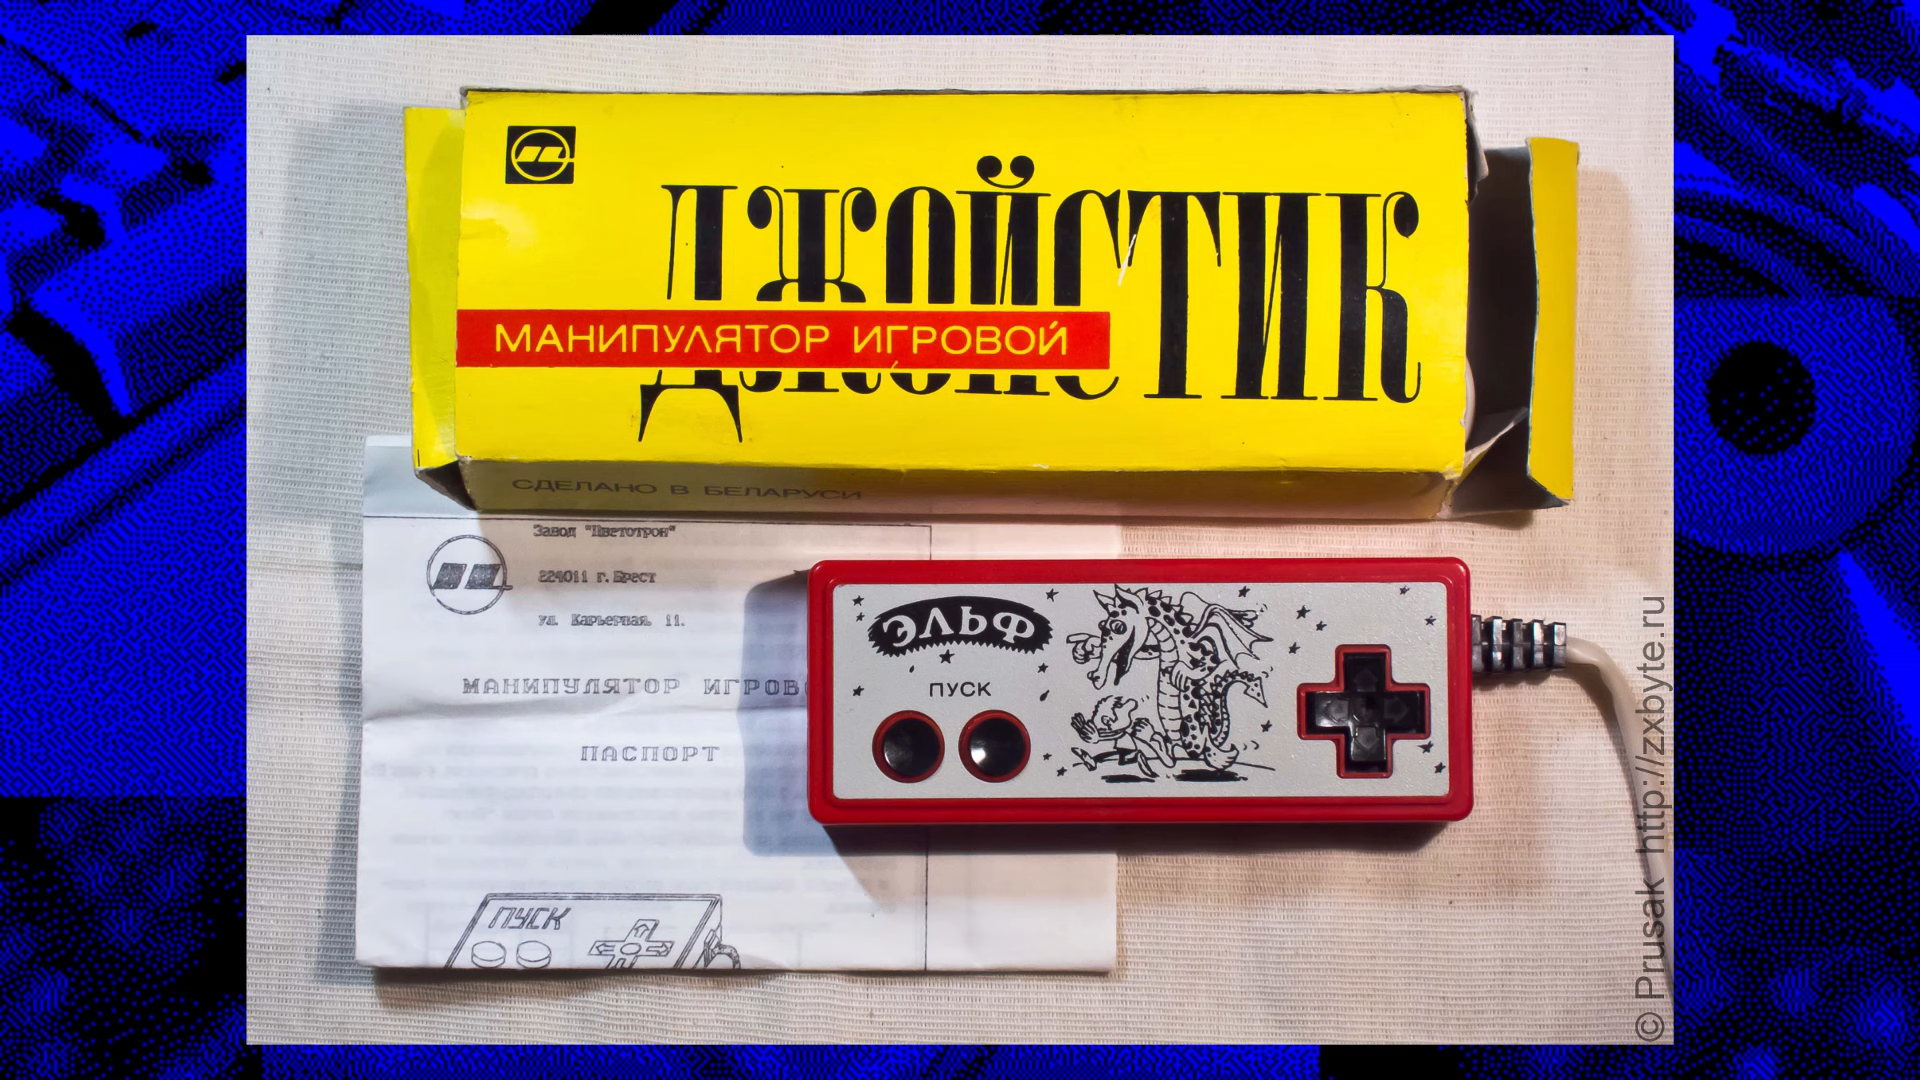 ДЖОЙСТИК
МАНИПУЛЯТОР ИГРОВОЙ
СДЕЛАНО В БЕЛАРУСИ
Завод "Цветотрон"
224011 г. Брест
ул. Карьерная, 11.
МАНИПУЛЯТОР ИГРОВО
ПАСПОРТ
ПУСК
ЭЛЬФ
ПУСК
© Prusak http://zxbyte.ru